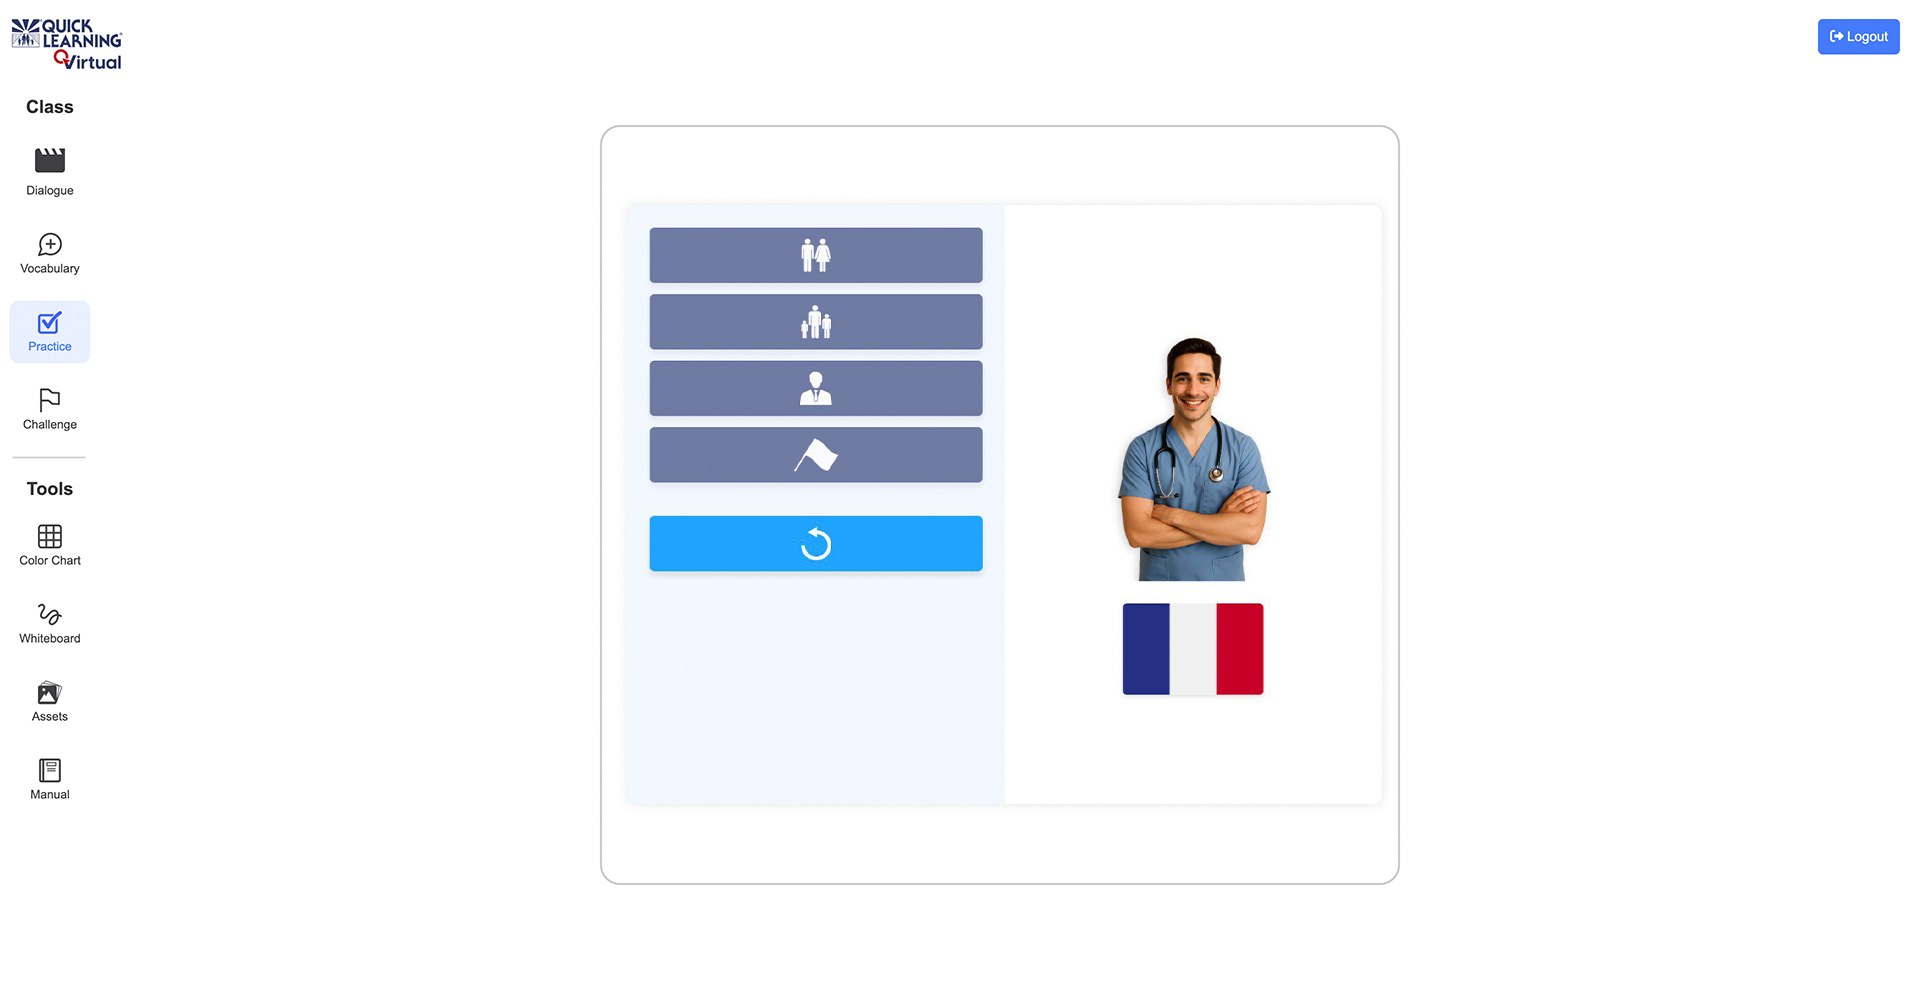 QUICK
LEARNING
Virtual
Logout
Class
Dialogue
Vocabulary
Practice
Challenge
Tools
Color Chart
Whiteboard
Assets
Manual